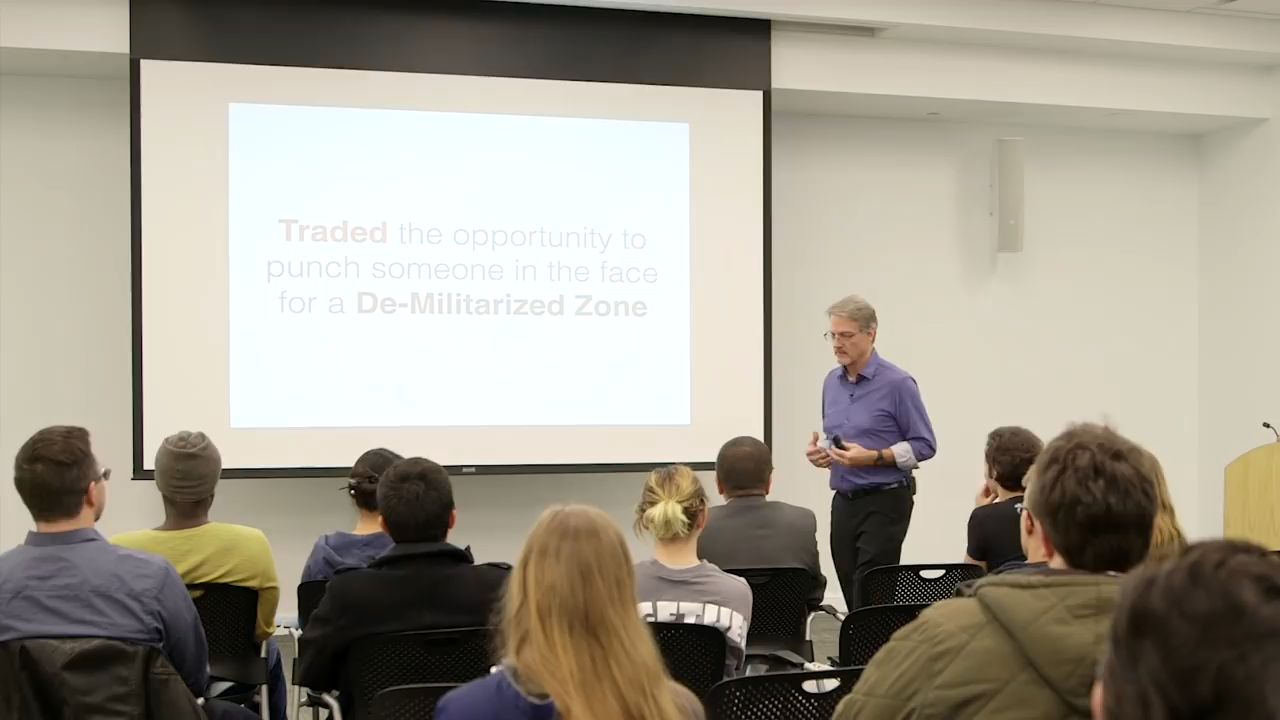 Traded the opportunity to
punch someone in the face
for a De-Militarized Zone